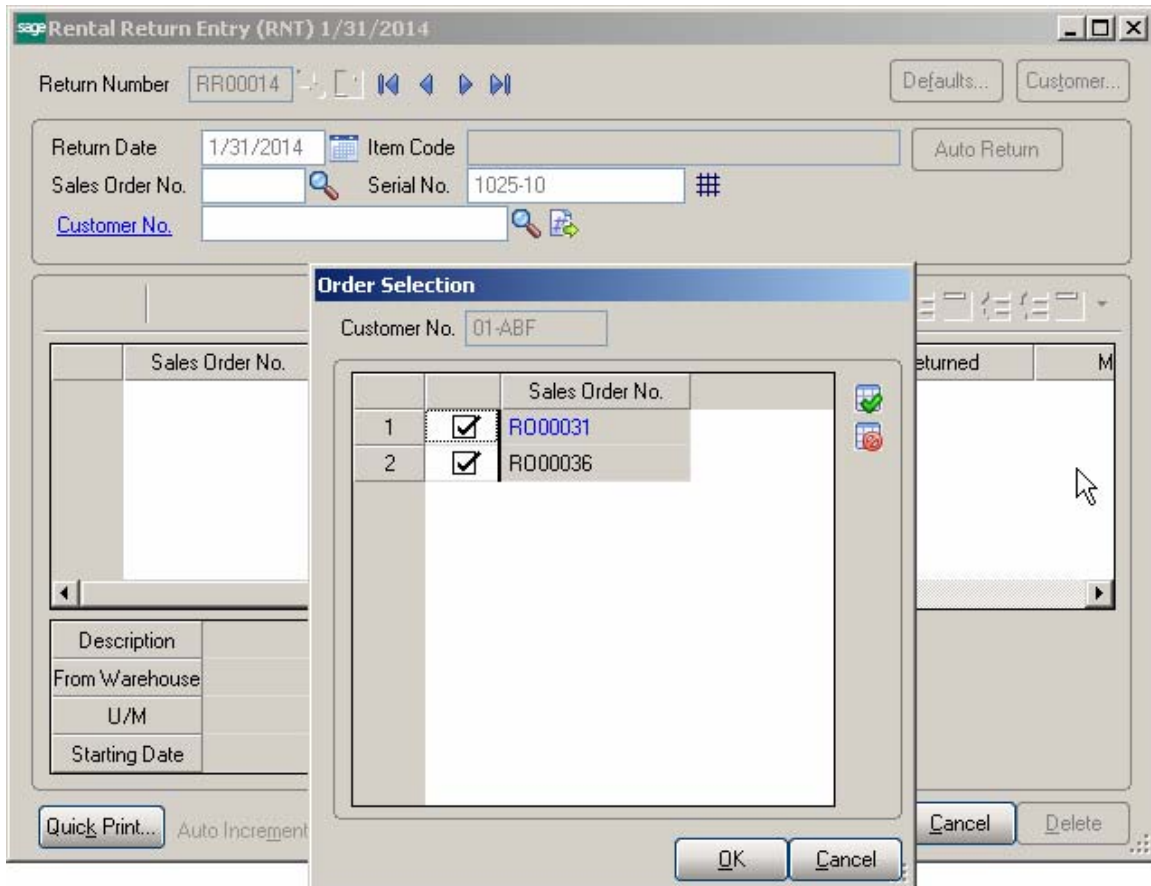 sage Rental Return Entry (RNT) 1/31/2014
Return Number RR00014 Defaults... Customer...
Return Date 1/31/2014 Item Code Auto Return
Sales Order No. Serial No. 1025-10
Customer No.
Order Selection
Customer No. 01-ABF
Sales Order No. eturned M
Sales Order No.
1 RO00031
2 RO00036
Description
From Warehouse
U/M
Starting Date
Quick Print... Auto Increment Cancel Delete
OK Cancel